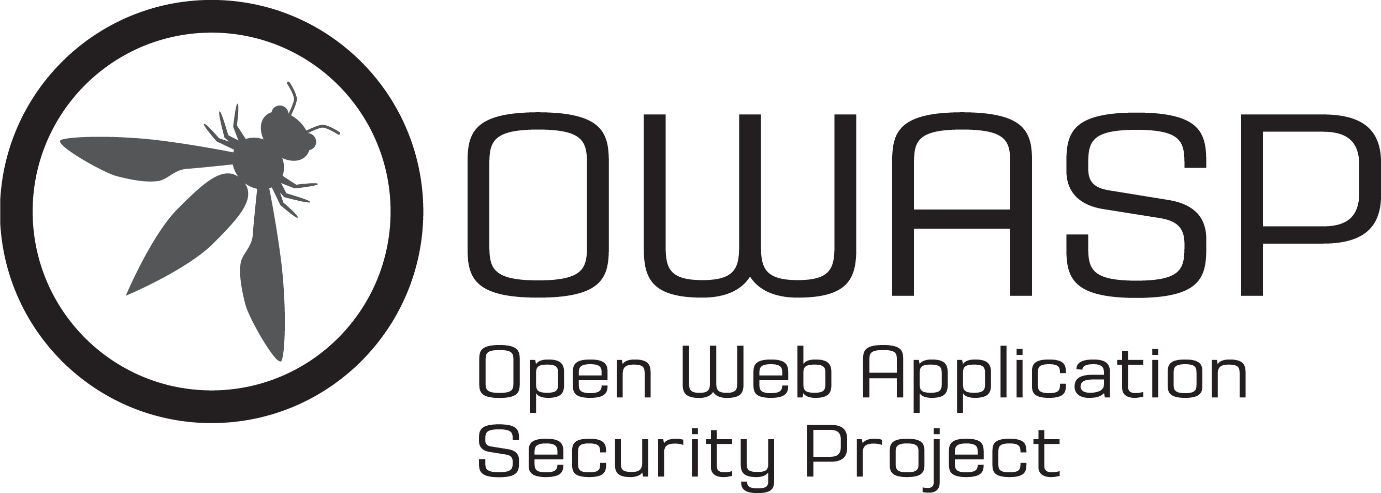 OWASP
Open Web Application
Security Project